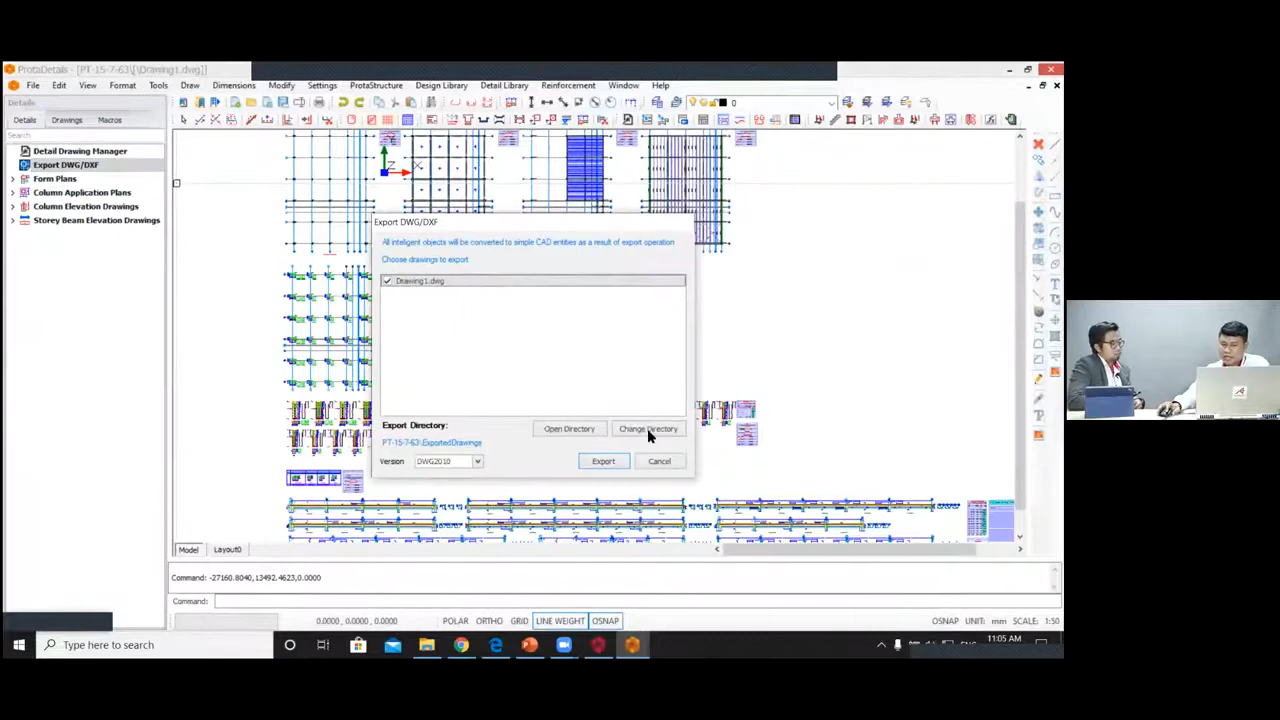 ProtaDetails - [PT-15-7-63\[\Drawing1.dwg]]
File Edit View Format Tools Draw Dimensions Modify Settings ProtaStructure Design Library Detail Library Reinforcement Window Help
Details
0
Details Drawings Macros
Search
Detail Drawing Manager
Export DWG/DXF
Form Plans
Column Application Plans
Column Elevation Drawings
Storey Beam Elevation Drawings
Z X
Export DWG/DXF
All inteligent objects will be converted to simple CAD entities as a result of export operation
Choose drawings to export
Drawing1.dwg
Export Directory:
Open Directory
Change Directory
PT-15-7-63\ExportedDrawings
Version DWG2010
Export
Cancel
Model Layout0
Command: -27160.8040,13492.4623,0.0000
Command:
0.0000 , 0.0000 , 0.0000 POLAR ORTHO GRID LINE WEIGHT OSNAP OSNAP UNIT: mm SCALE: 1:50
Type here to search
ENG
11:05 AM